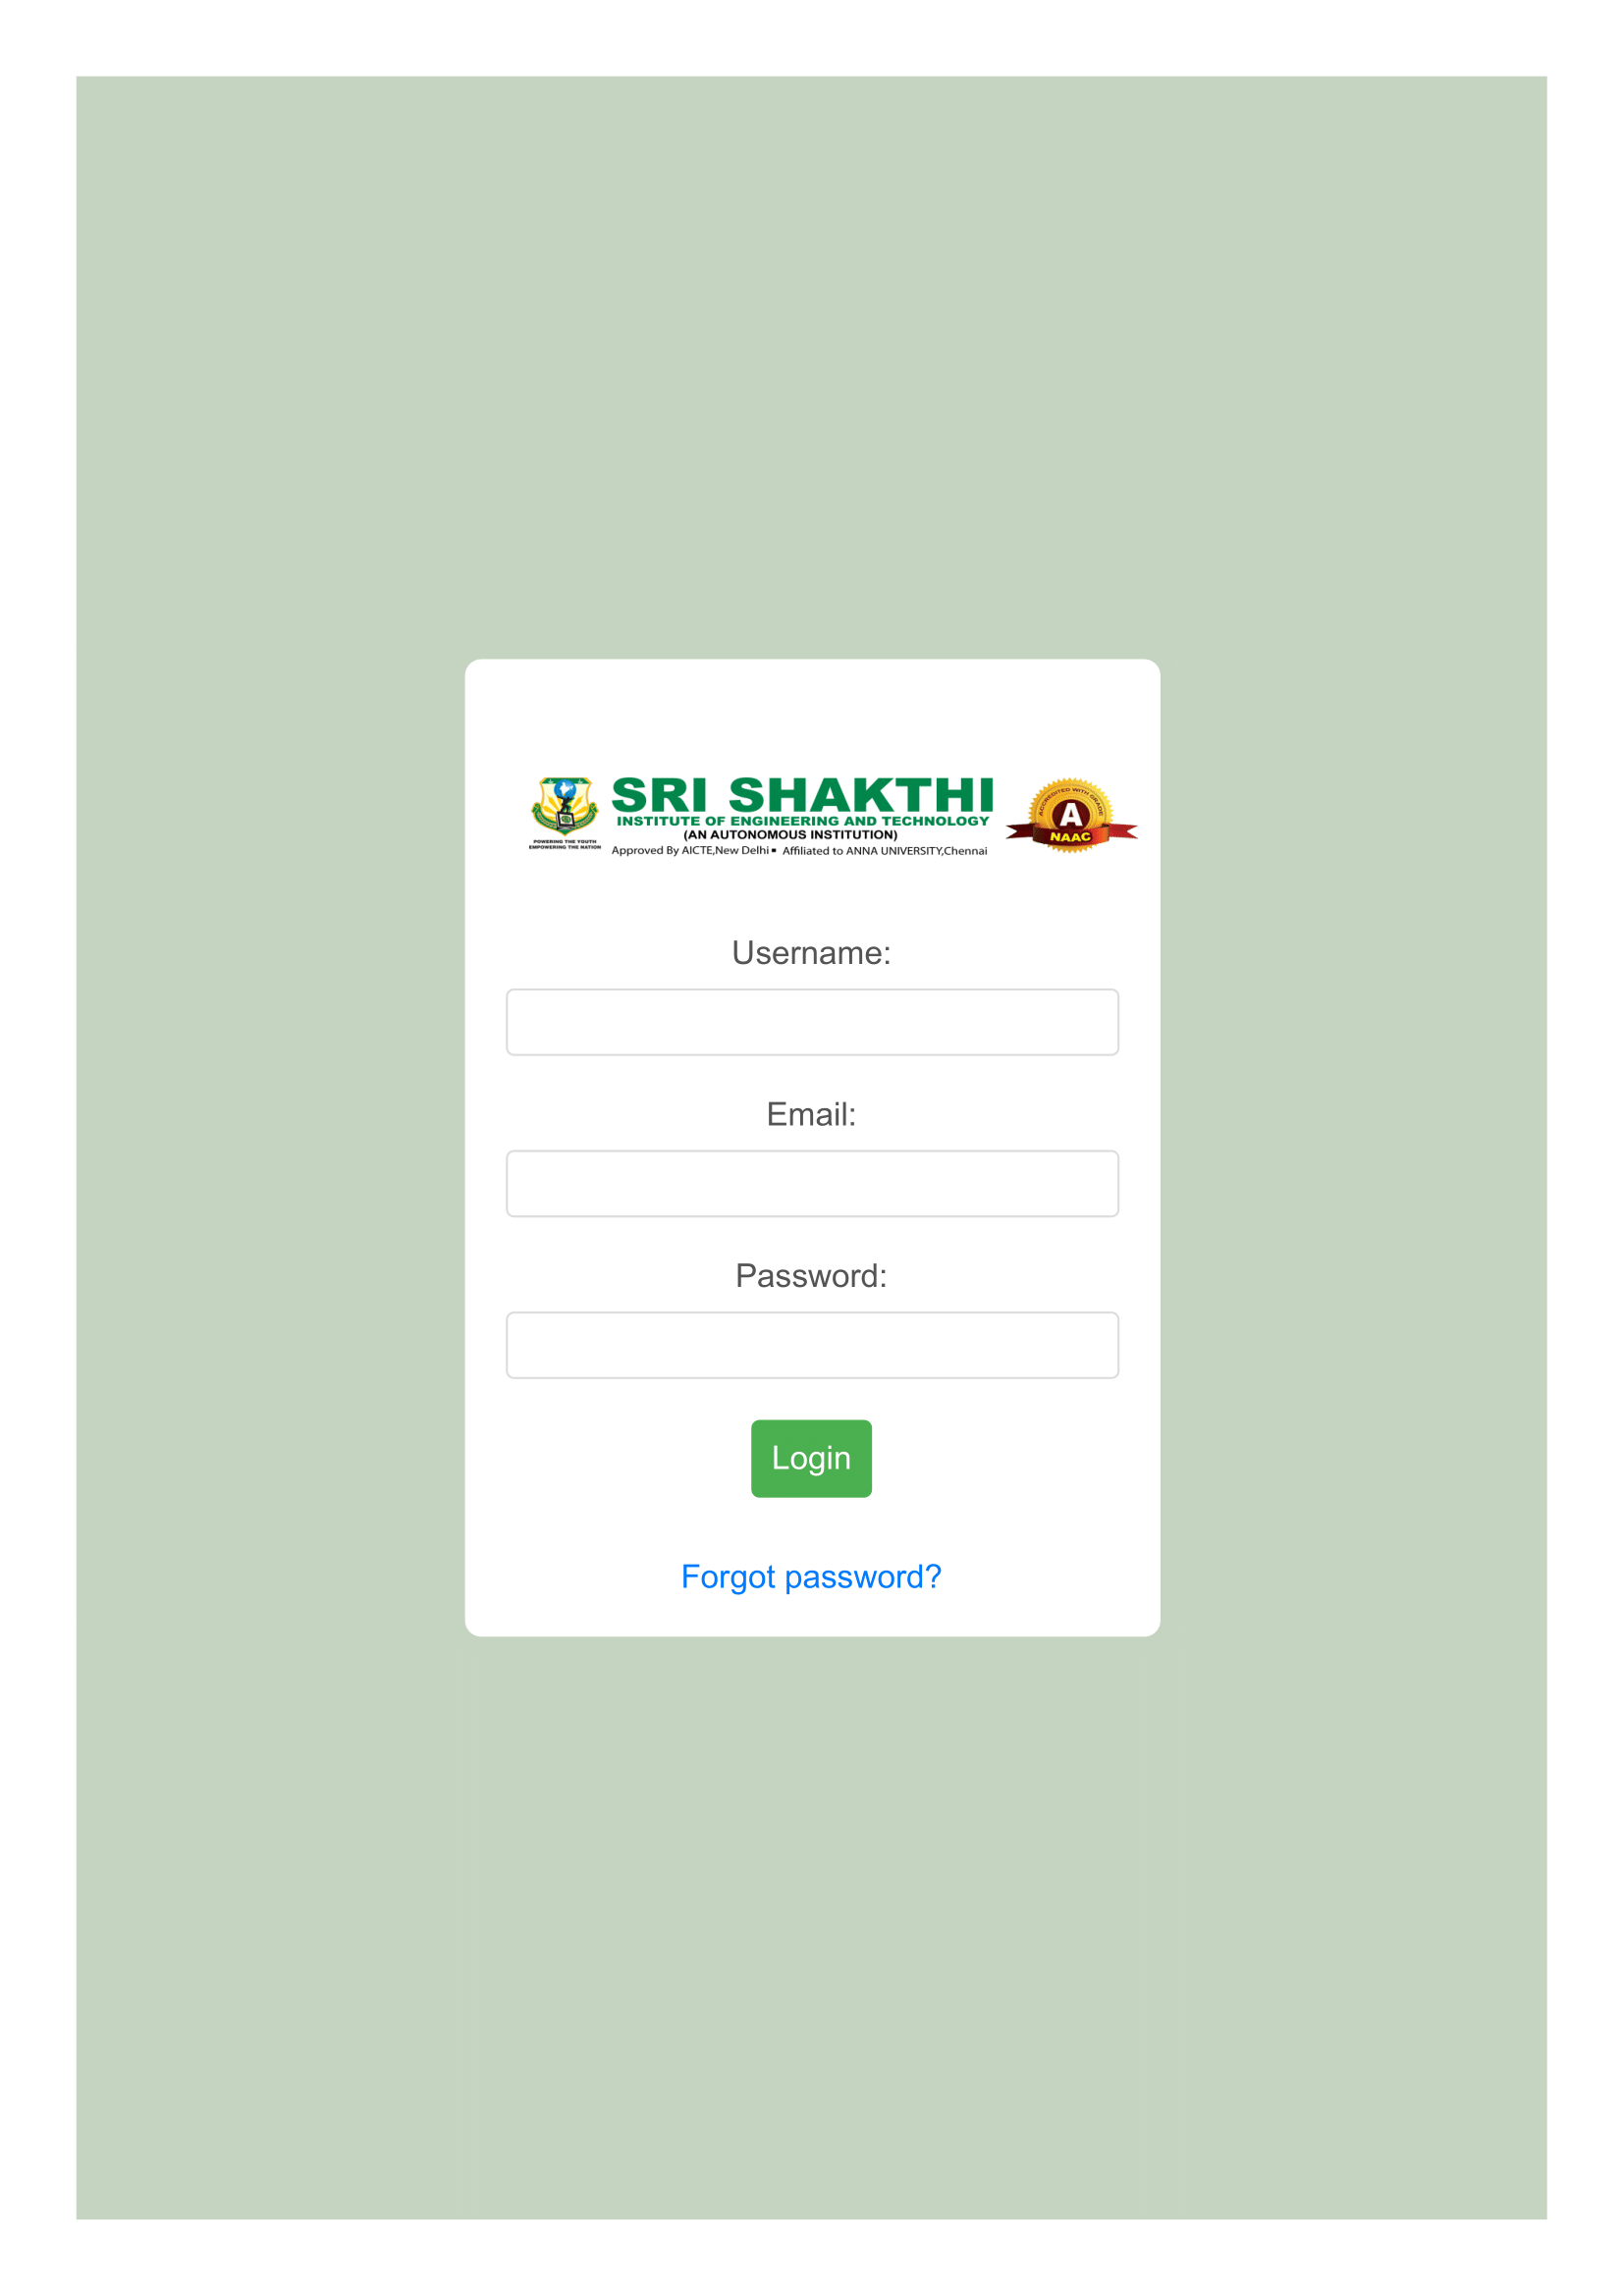 SRI SHAKTHI
INSTITUTE OF ENGINEERING AND TECHNOLOGY
(AN AUTONOMOUS INSTITUTION)
Approved By AICTE,New Delhi ▪ Affiliated to ANNA UNIVERSITY,Chennai
POWERING THE YOUTH
EMPOWERING THE NATION
ACCREDITED WITH GRADE
A
NAAC
Username:
Email:
Password:
Login
Forgot password?